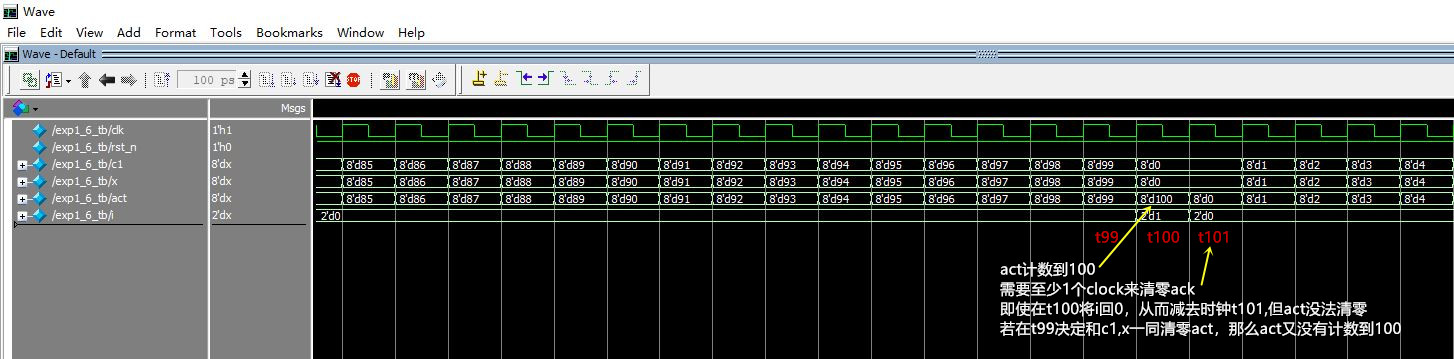 Wave
File Edit View Add Format Tools Bookmarks Window Help
Wave - Default
100 ps
STOP
Msgs
/exp1_6_tb/clk 1'h1
/exp1_6_tb/rst_n 1'h0
/exp1_6_tb/c1 8'dx 8'd85 8'd86 8'd87 8'd88 8'd89 8'd90 8'd91 8'd92 8'd93 8'd94 8'd95 8'd96 8'd97 8'd98 8'd99 8'd0 8'd1 8'd2 8'd3 8'd4
/exp1_6_tb/x 8'dx 8'd85 8'd86 8'd87 8'd88 8'd89 8'd90 8'd91 8'd92 8'd93 8'd94 8'd95 8'd96 8'd97 8'd98 8'd99 8'd0 8'd1 8'd2 8'd3 8'd4
/exp1_6_tb/act 8'dx 8'd85 8'd86 8'd87 8'd88 8'd89 8'd90 8'd91 8'd92 8'd93 8'd94 8'd95 8'd96 8'd97 8'd98 8'd99 8'd100 8'd0 8'd1 8'd2 8'd3 8'd4
/exp1_6_tb/i 2'dx 2'd0 2'd1 2'd0
t99 t100 t101
act计数到100
需要至少1个clock来清零ack
即使在t100将i回0，从而减去时钟t101,但act没法清零
若在t99决定和c1,x一同清零act，那么act又没有计数到100